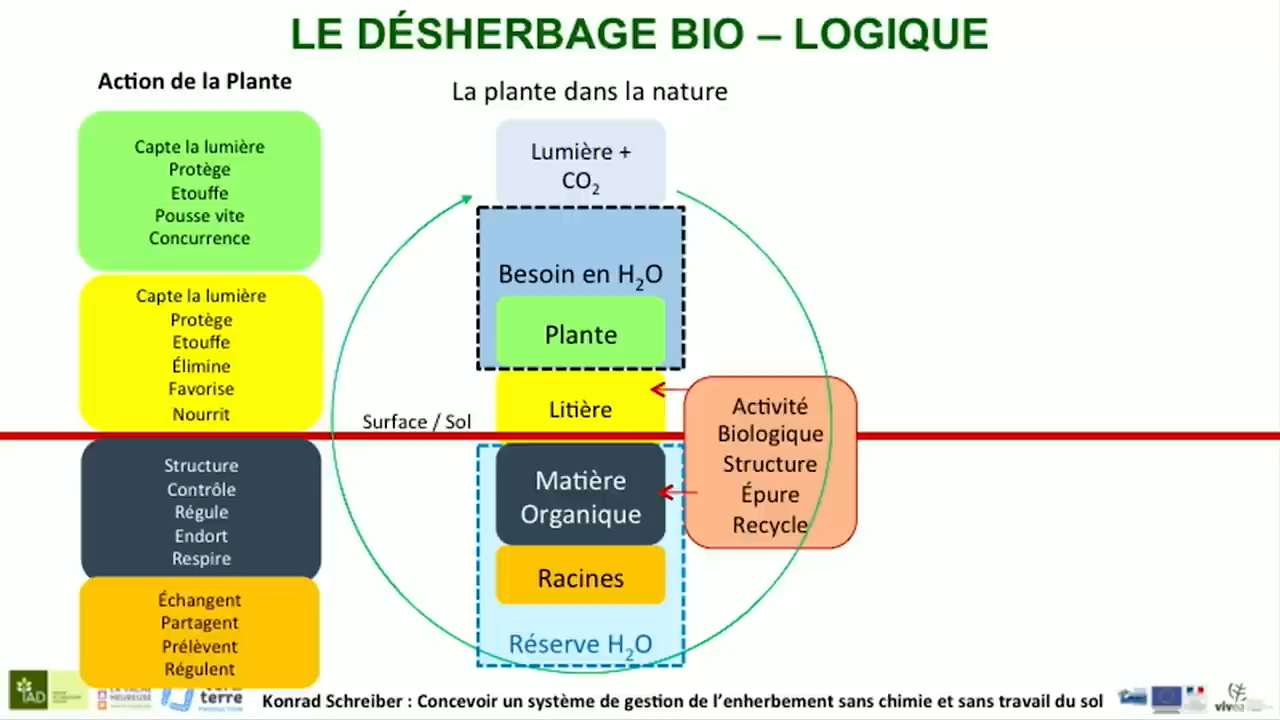 LE DÉSHERBAGE BIO – LOGIQUE
Action de la Plante
La plante dans la nature
Capte la lumière
Protège
Etouffe
Pousse vite
Concurrence
Capte la lumière
Protège
Etouffe
Élimine
Favorise
Nourrit
Structure
Contrôle
Régule
Endort
Respire
Échangent
Partagent
Prélèvent
Régulent
Lumière +
CO₂
Besoin en H₂O
Plante
Litière
Surface / Sol
Matière
Organique
Racines
Réserve H₂O
Activité
Biologique
Structure
Épure
Recycle
IAD
terre
PRODUCTION
Konrad Schreiber : Concevoir un système de gestion de l’enherbement sans chimie et sans travail du sol